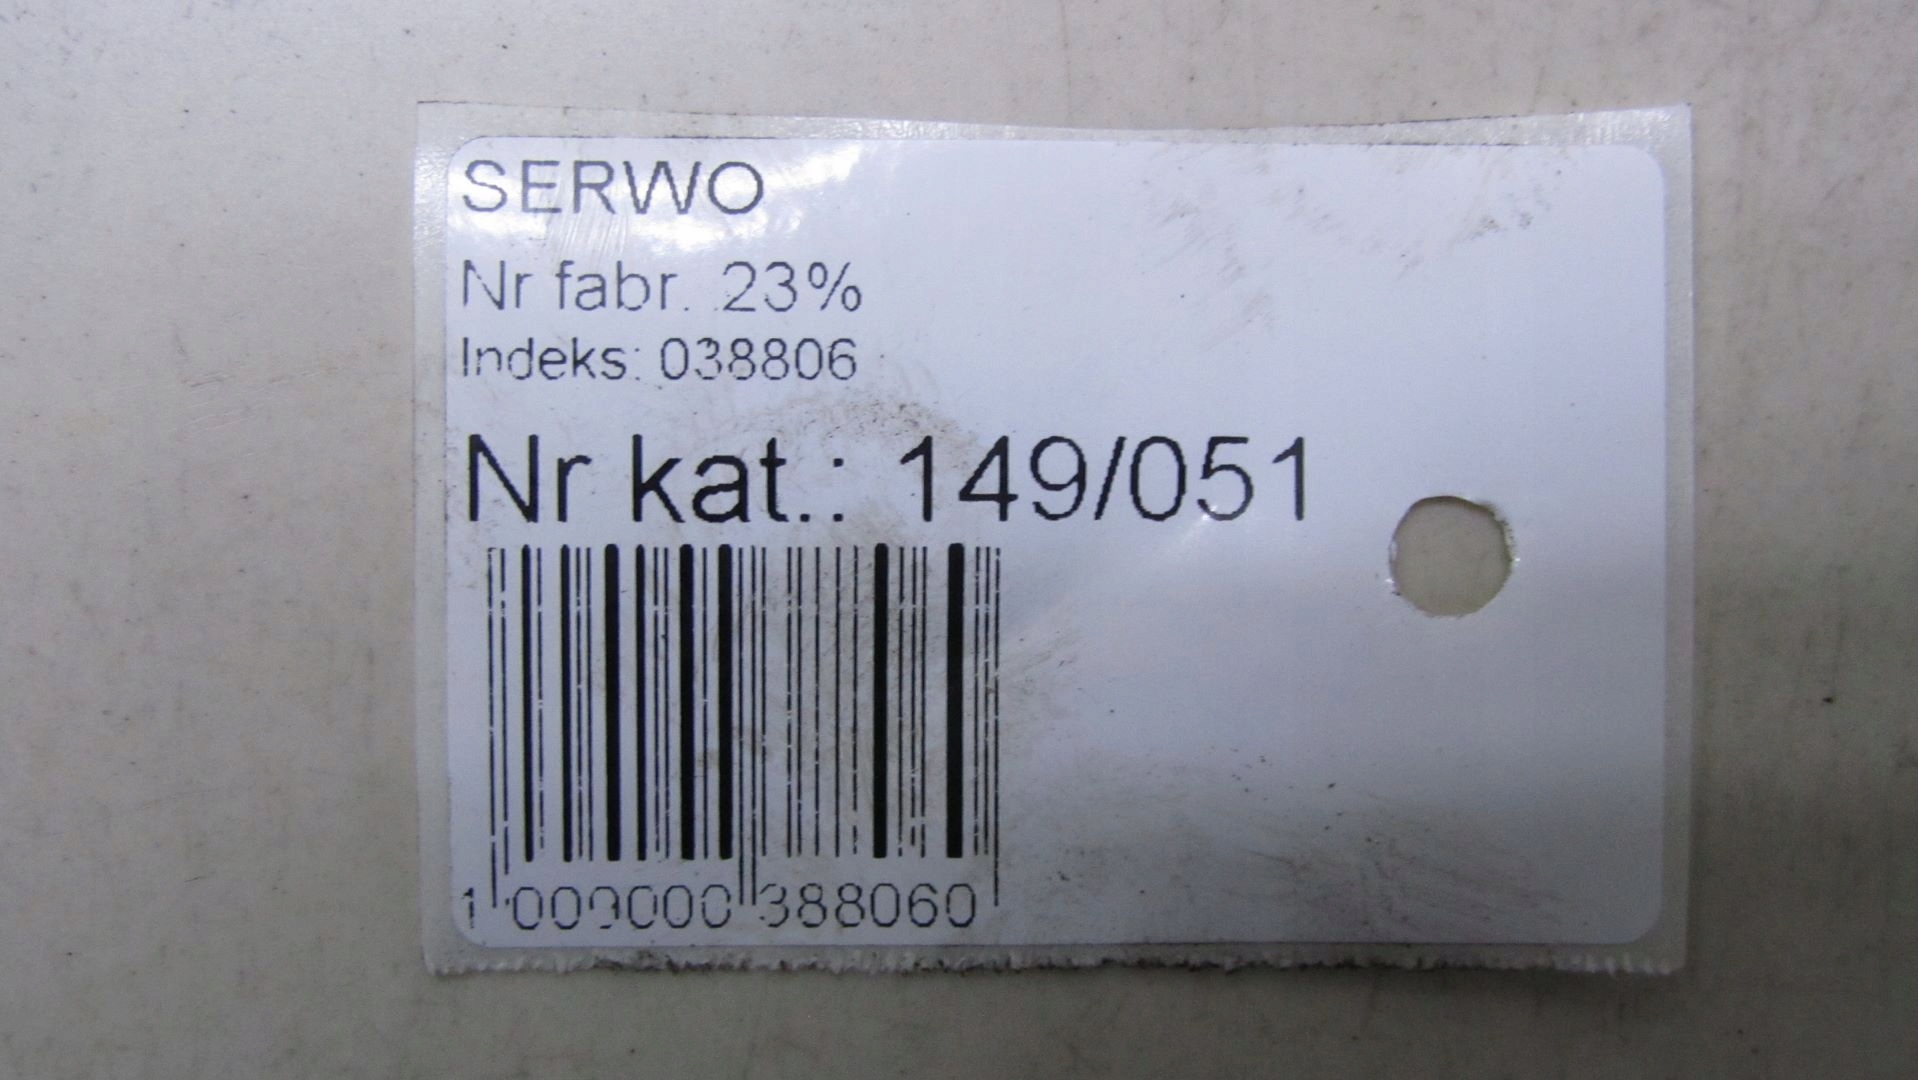 SERWO
Nr fabr. .23%
Indeks: 038806
Nr kat.: 149/051
1 000000 388060